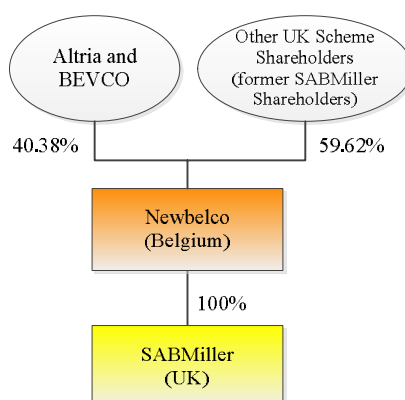 Altria and
BEVCO
Other UK Scheme
Shareholders
(former SABMiller
Shareholders)
40.38%
59.62%
Newbelco
(Belgium)
100%
SABMiller
(UK)